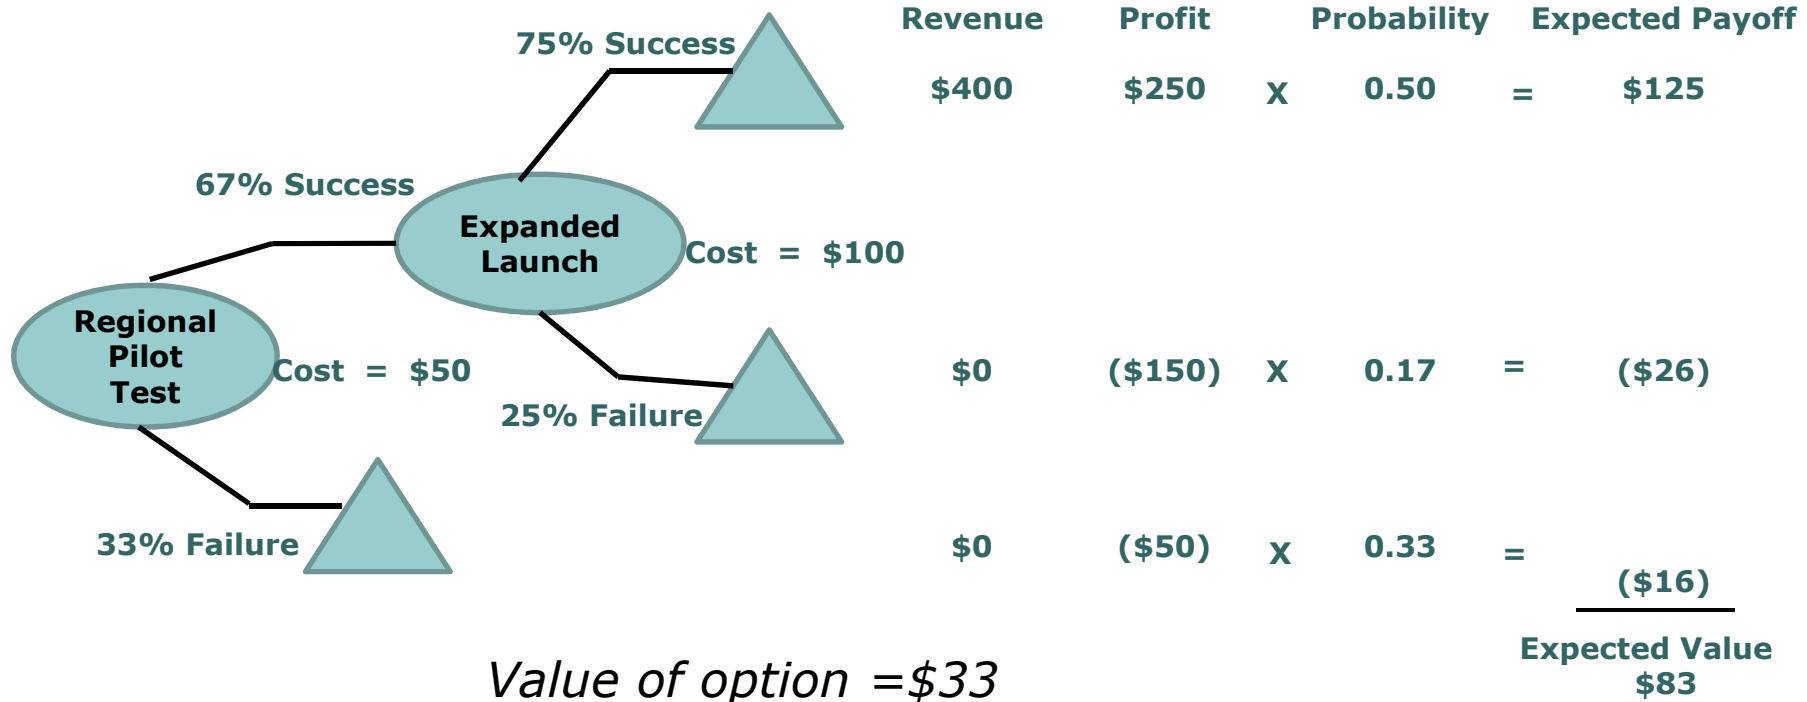 Revenue Profit Probability Expected Payoff
75% Success
$400 $250 X 0.50 = $125
67% Success
Expanded
Launch
Cost = $100
Regional
Pilot
Test
Cost = $50
$0 ($150) X 0.17 = ($26)
25% Failure
33% Failure
$0 ($50) X 0.33 =
($16)
Expected Value
$83
Value of option =$33